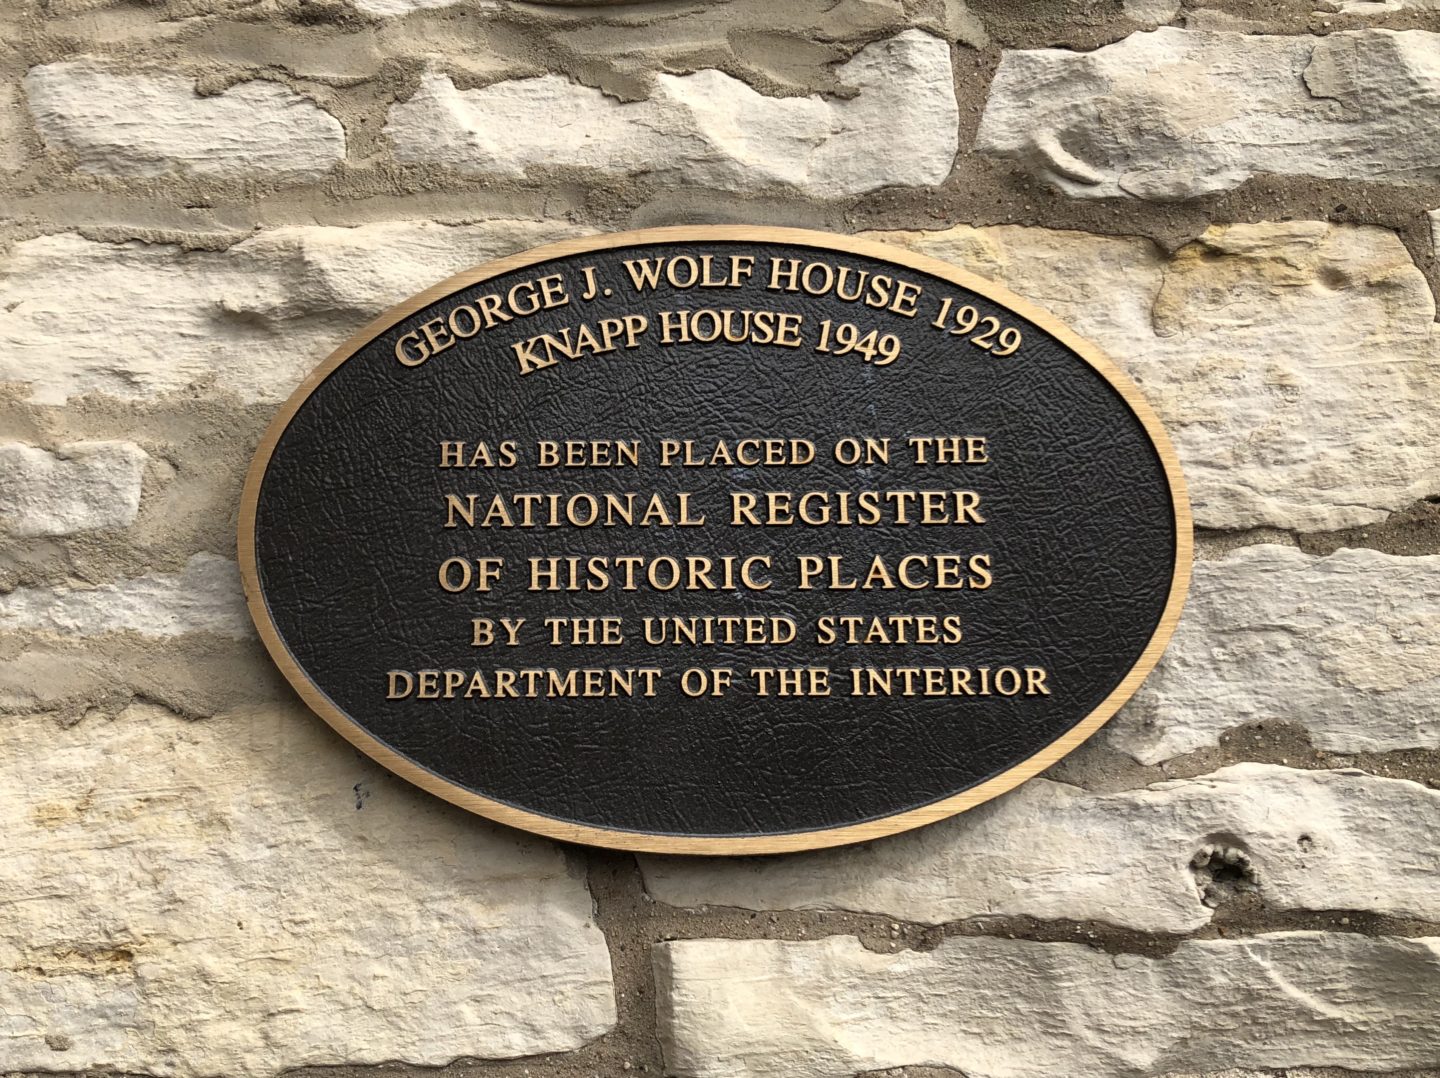 GEORGE J. WOLF HOUSE 1929
KNAPP HOUSE 1949
HAS BEEN PLACED ON THE
NATIONAL REGISTER
OF HISTORIC PLACES
BY THE UNITED STATES
DEPARTMENT OF THE INTERIOR